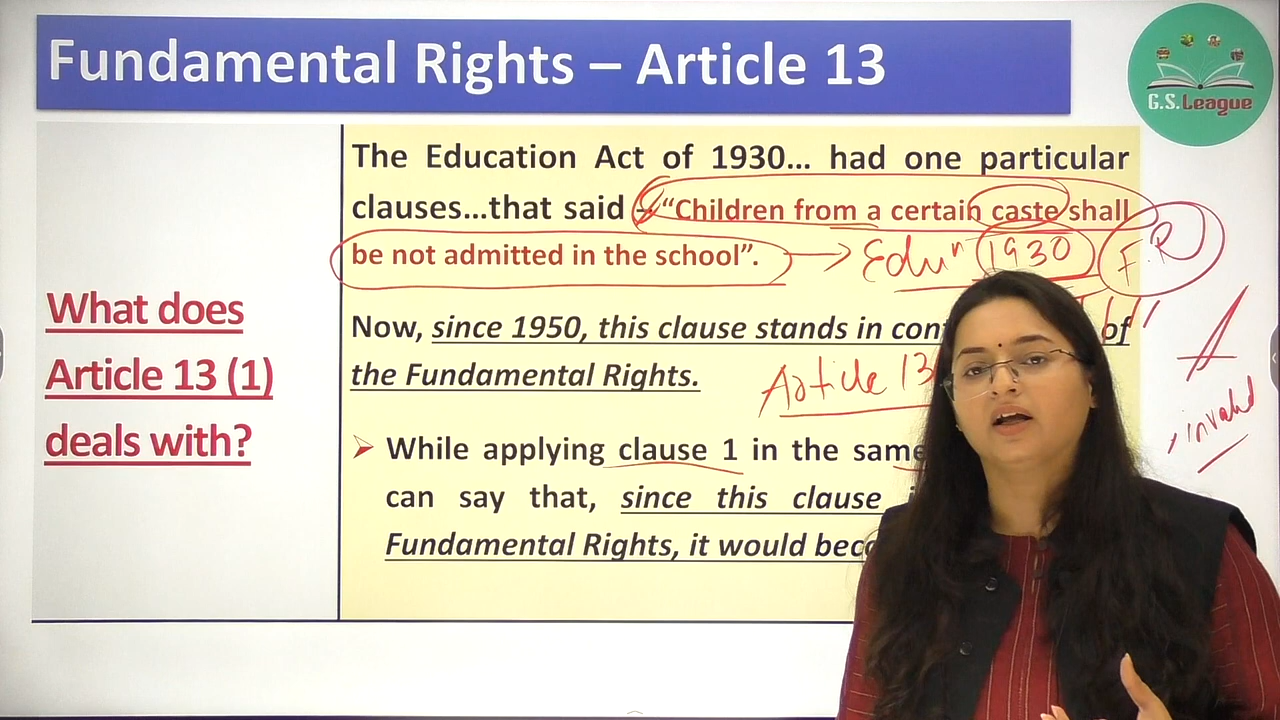 Fundamental Rights – Article 13
G.S.League
What does
Article 13 (1)
deals with?
The Education Act of 1930... had one particular
clauses...that said – “Children from a certain caste shall
be not admitted in the school”.
Edun 1930
F.R
Now, since 1950, this clause stands in of
the Fundamental Rights.
Article 13
invalid
While applying clause 1 in the same
can say that, since this clause
Fundamental Rights, it would